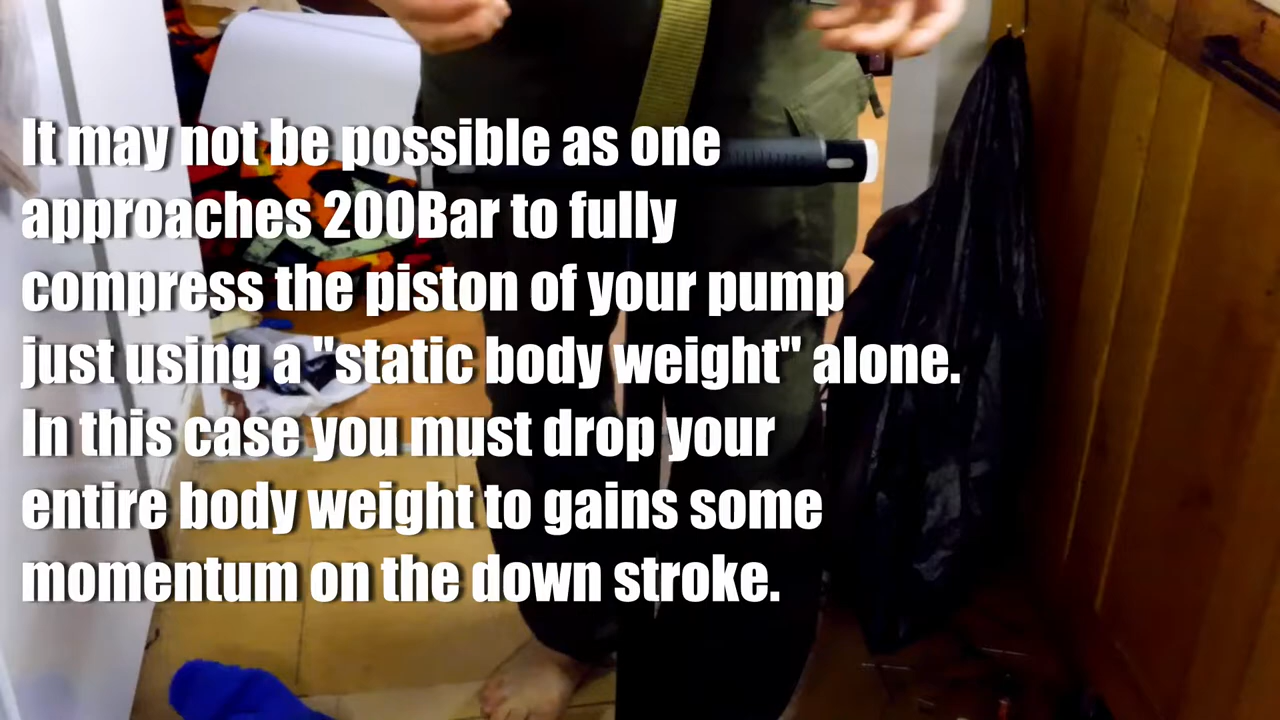 It may not be possible as one
approaches 200Bar to fully
compress the piston of your pump
just using a "static body weight" alone.
In this case you must drop your
entire body weight to gains some
momentum on the down stroke.